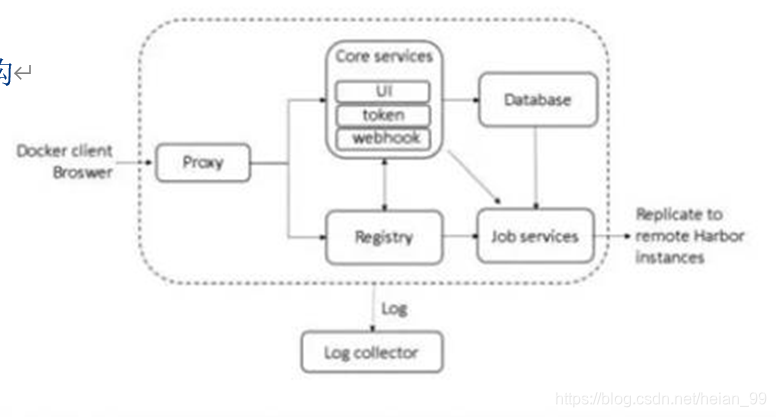 构↵
Core services
UI
token
webhook
Database
Docker client
Broswer
Proxy
Registry
Job services
Replicate to
remote Harbor
instances
Log
Log collector
https://blog.csdn.net/heian_99